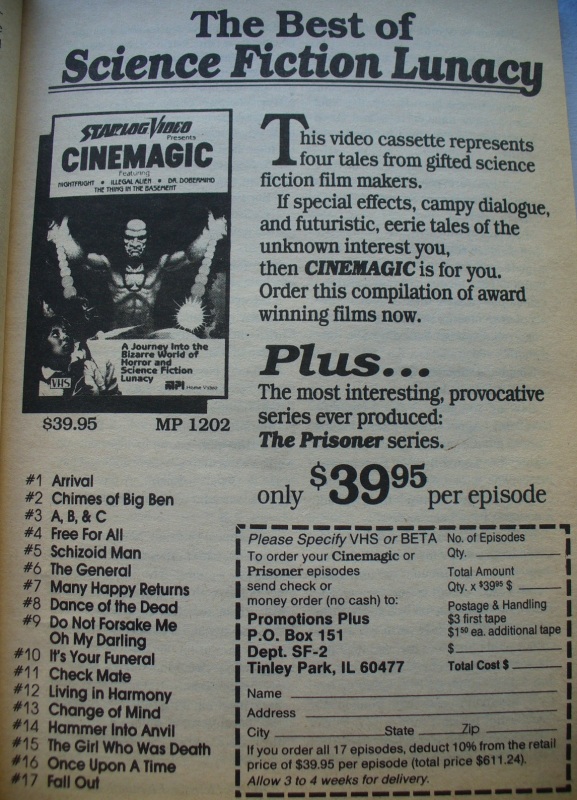 The Best of
Science Fiction Lunacy
STARLOG VIDEO
Presents
CINEMAGIC
Featuring
NIGHTFRIGHT • ILLEGAL ALIEN • DR. DOBERMIND
THE THING IN THE BASEMENT
A Journey Into the
Bizarre World of
Horror and
Science Fiction
Lunacy
VHS
MPI Home Video
$39.95 MP 1202
This video cassette represents
four tales from gifted science
fiction film makers.
If special effects, campy dialogue,
and futuristic, eerie tales of the
unknown interest you,
then CINEMAGIC is for you.
Order this compilation of award
winning films now.
Plus...
The most interesting, provocative
series ever produced:
The Prisoner series.
only $39 95 per episode
#1 Arrival
#2 Chimes of Big Ben
#3 A, B, & C
#4 Free For All
#5 Schizoid Man
#6 The General
#7 Many Happy Returns
#8 Dance of the Dead
#9 Do Not Forsake Me
Oh My Darling
#10 It's Your Funeral
#11 Check Mate
#12 Living in Harmony
#13 Change of Mind
#14 Hammer Into Anvil
#15 The Girl Who Was Death
#16 Once Upon A Time
#17 Fall Out
Please Specify VHS or BETA
To order your Cinemagic or
Prisoner episodes
send check or
money order (no cash) to:
Promotions Plus
P.O. Box 151
Dept. SF-2
Tinley Park, IL 60477
No. of Episodes
Qty.
Total Amount
Qty. x $39 95 $
Postage & Handling
$3 first tape
$1 50 ea. additional tape
$
Total Cost $
Name
Address
City State Zip
If you order all 17 episodes, deduct 10% from the retail
price of $39.95 per episode (total price $611.24).
Allow 3 to 4 weeks for delivery.